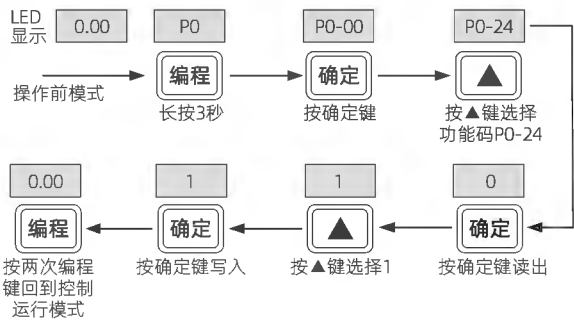 LED
显示
0.00
P0
P0-00
P0-24
编程
确定
▲
操作前模式
长按3秒
按确定键
按▲键选择
功能码P0-24
0.00
1
1
0
编程
确定
▲
确定
按两次编程
键回到控制
运行模式
按确定键写入
按▲键选择1
按确定键读出